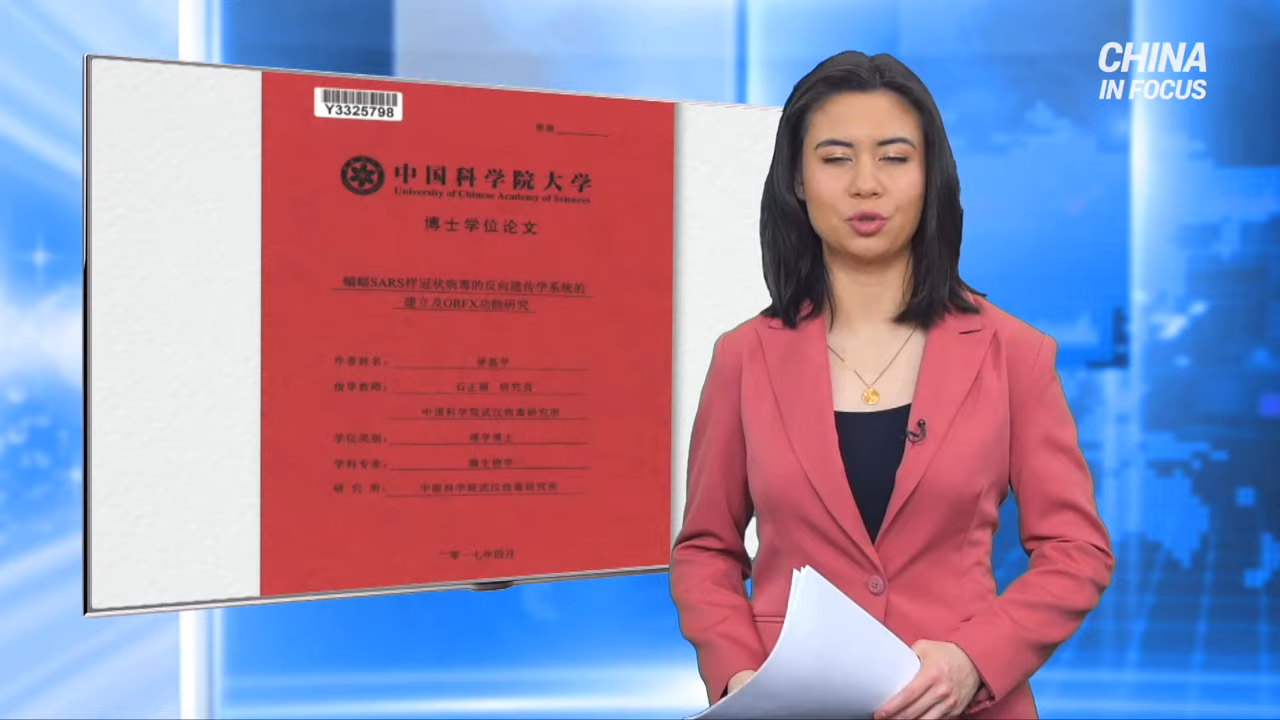 CHINA
IN FOCUS
Y3325798
中国科学院大学
University of Chinese Academy of Sciences
博士学位论文
蝙蝠SARS样冠状病毒的反向遗传学系统的
建立及ORFX功能研究
作者姓名：
指导教师： 石正丽 研究员
中国科学院武汉病毒研究所
学位类别： 理学博士
学科专业： 微生物学
研 究 所： 中国科学院武汉病毒研究所
二零一七年四月